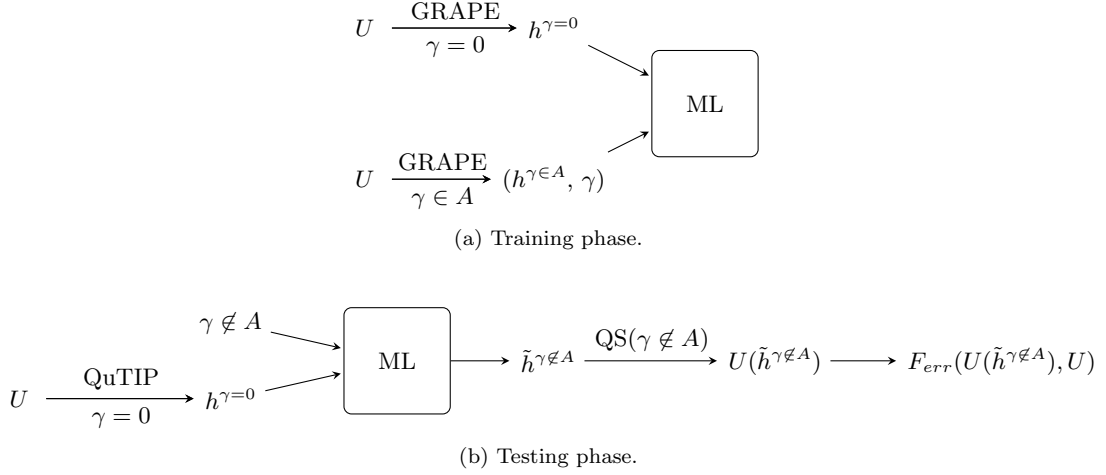 U GRAPE γ = 0 h^{γ=0}
ML
U GRAPE γ ∈ A (h^{γ∈A}, γ)
(a) Training phase.
γ ∉ A
ML h̃^{γ∉A} QS(γ ∉ A) U(h̃^{γ∉A}) F_{err}(U(h̃^{γ∉A}), U)
U QuTIP γ = 0 h^{γ=0}
(b) Testing phase.